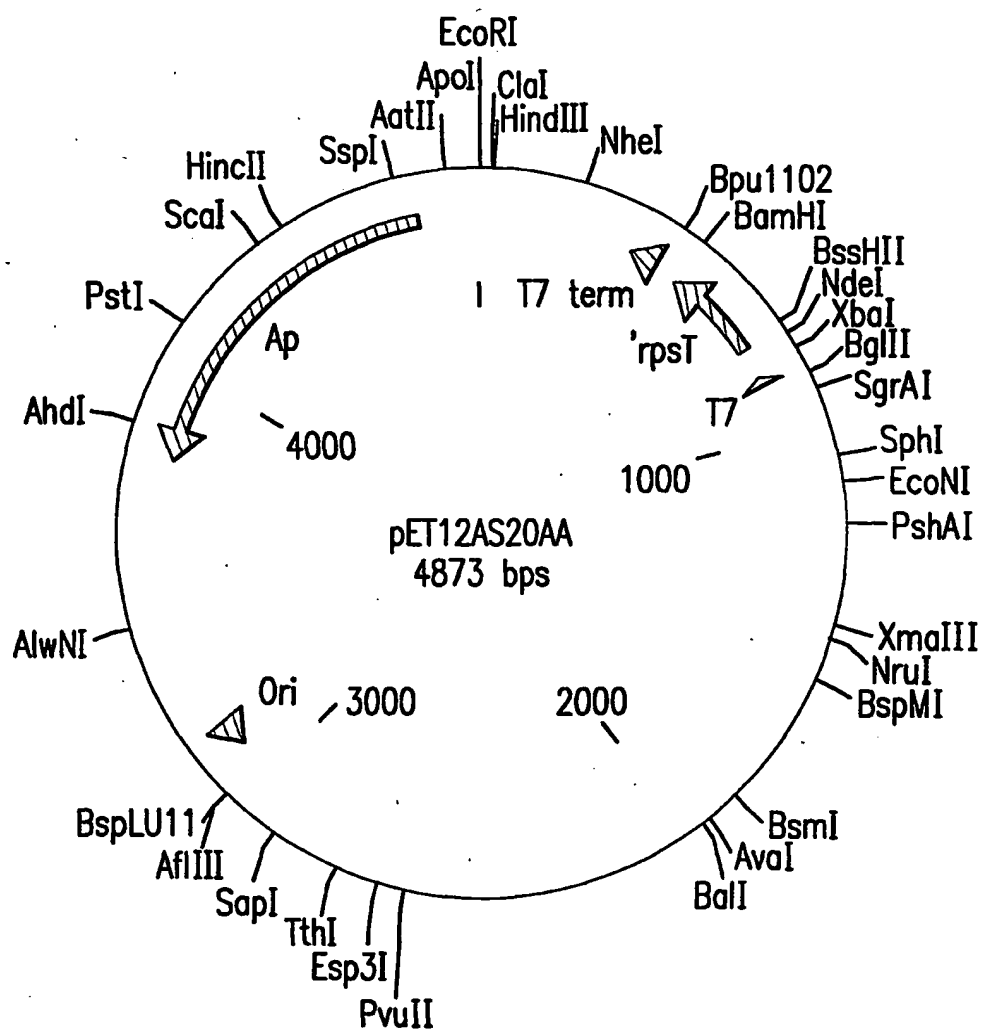 EcoRI
ApoI
ClaI
AatII
HindIII
SspI
NheI
HincII
Bpu1102
ScaI
BamHI
BssHII
NdeI
PstI
I T7 term
XbaI
Ap
'rpsT
BglII
SgrAI
AhdI
T7
4000
SphI
1000
EcoNI
pET12AS20AA
PshAI
4873 bps
AlwNI
XmaIII
NruI
Ori
3000
2000
BspMI
BspLU11
BsmI
AflIII
AvaI
SapI
BalI
TthI
Esp3I
PvuII